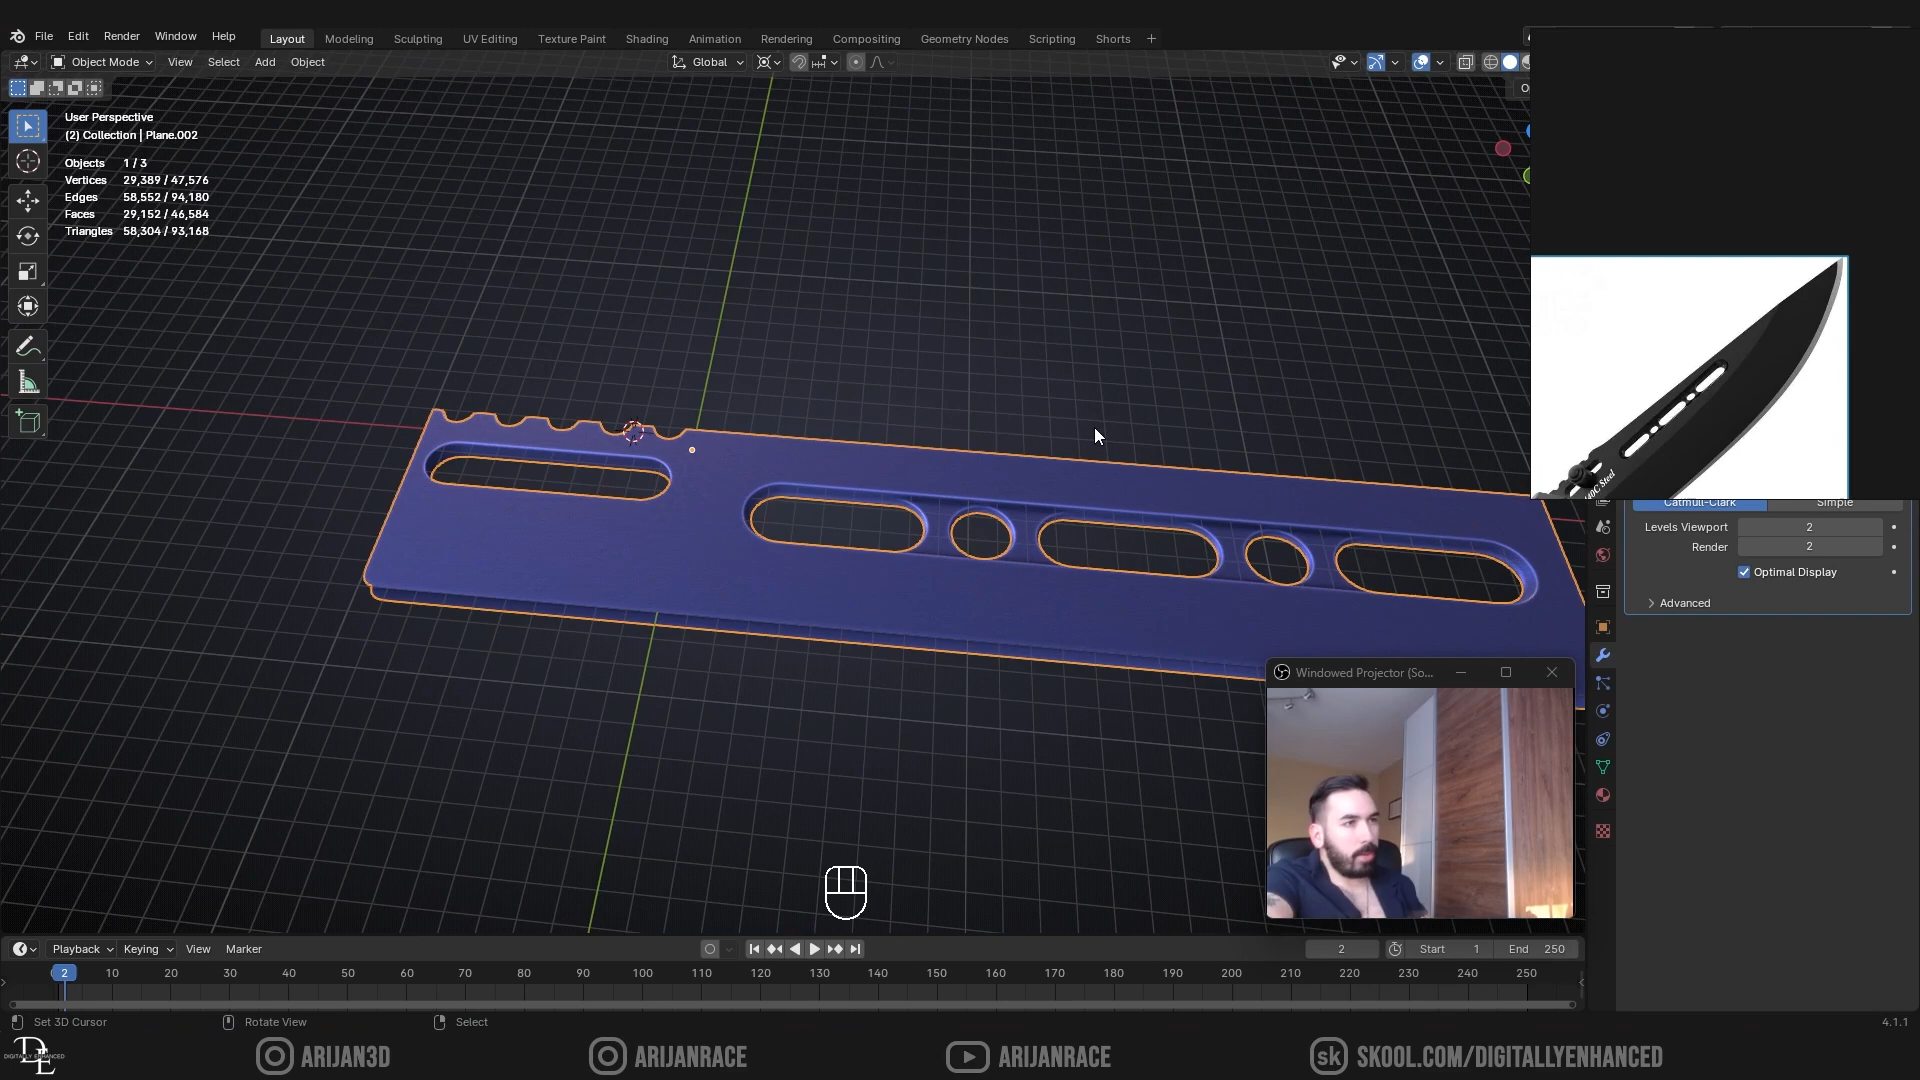 File Edit Render Window Help Layout Modeling Sculpting UV Editing Texture Paint Shading Animation Rendering Compositing Geometry Nodes Scripting Shorts
Object Mode View Select Add Object Global
User Perspective
(2) Collection | Plane.002
Objects 1 / 3
Vertices 29,389 / 47,576
Edges 58,552 / 94,180
Faces 29,152 / 46,584
Triangles 58,304 / 93,168
Catmull-Clark Simple
Levels Viewport 2
Render 2
Optimal Display
Advanced
Windowed Projector (So...
Playback Keying View Marker 2 Start 1 End 250
2 10 20 30 40 50 60 70 80 90 100 110 120 130 140 150 160 170 180 190 200 210 220 230 240 250
Set 3D Cursor Rotate View Select 4.1.1
DIGITALLY ENHANCED ARIJAN3D ARIJANRACE ARIJANRACE sk SKOOL.COM/DIGITALLYENHANCED